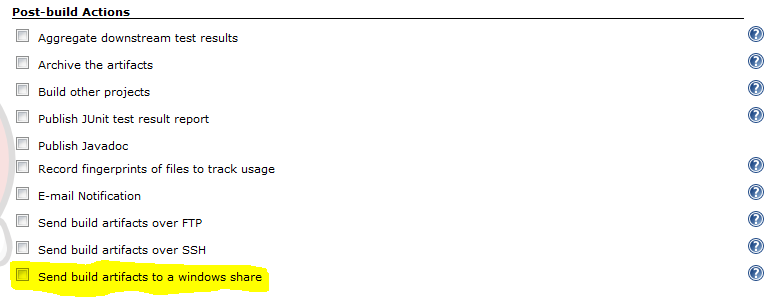 Post-build Actions
Aggregate downstream test results
Archive the artifacts
Build other projects
Publish JUnit test result report
Publish Javadoc
Record fingerprints of files to track usage
E-mail Notification
Send build artifacts over FTP
Send build artifacts over SSH
Send build artifacts to a windows share